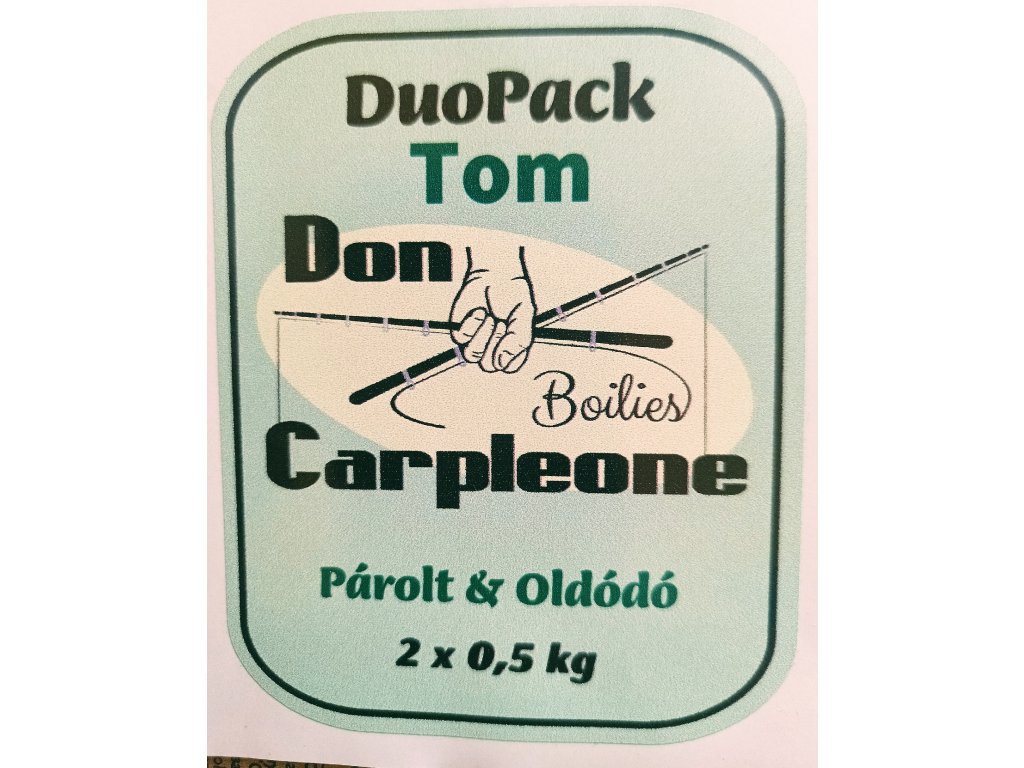 DuoPack
Tom
Don
Boilies
Carpleone
Párolt & Oldódó
2 x 0,5 kg